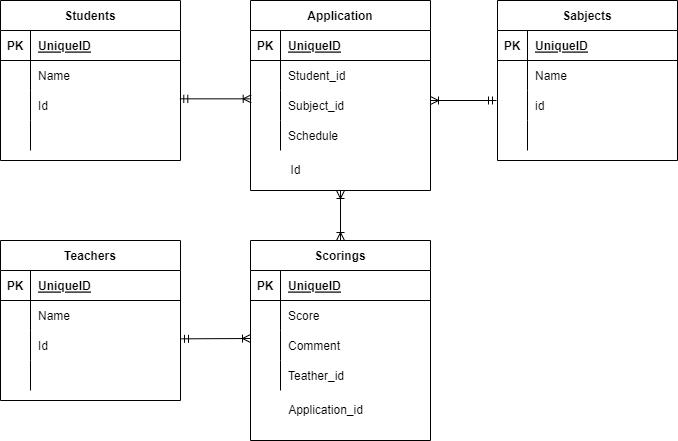 Students
PK UniqueID
Name
Id
Application
PK UniqueID
Student_id
Subject_id
Schedule
Id
Sabjects
PK UniqueID
Name
id
Teachers
PK UniqueID
Name
Id
Scorings
PK UniqueID
Score
Comment
Teather_id
Application_id